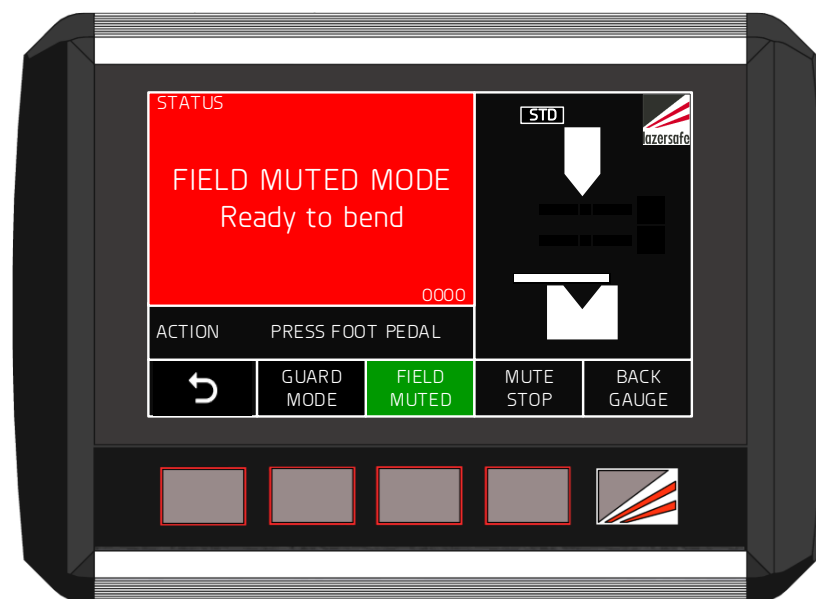 STATUS
FIELD MUTED MODE
Ready to bend
0000
ACTION PRESS FOOT PEDAL
STD
lazersafe
GUARD
MODE
FIELD
MUTED
MUTE
STOP
BACK
GAUGE